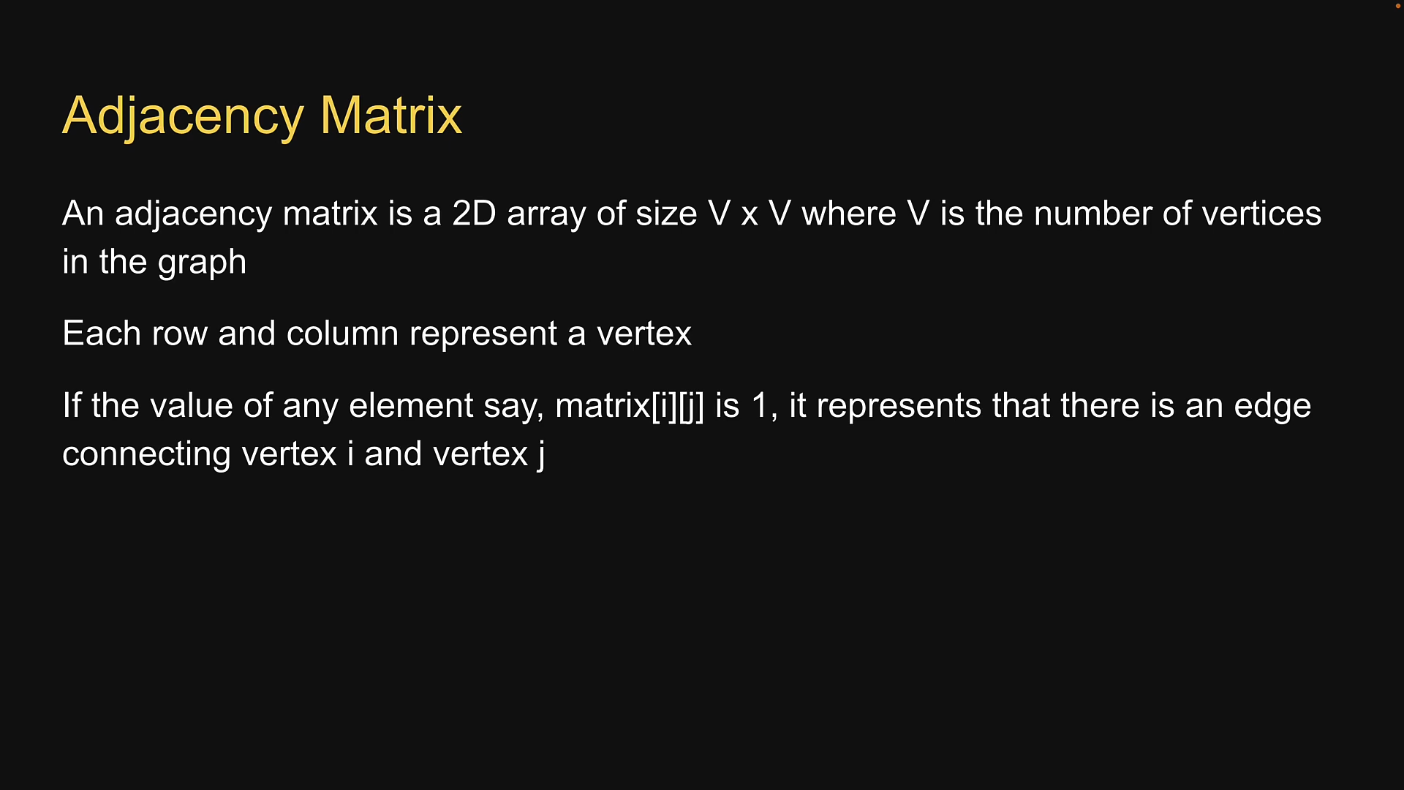 Adjacency Matrix
An adjacency matrix is a 2D array of size V x V where V is the number of vertices
in the graph
Each row and column represent a vertex
If the value of any element say, matrix[i][j] is 1, it represents that there is an edge
connecting vertex i and vertex j